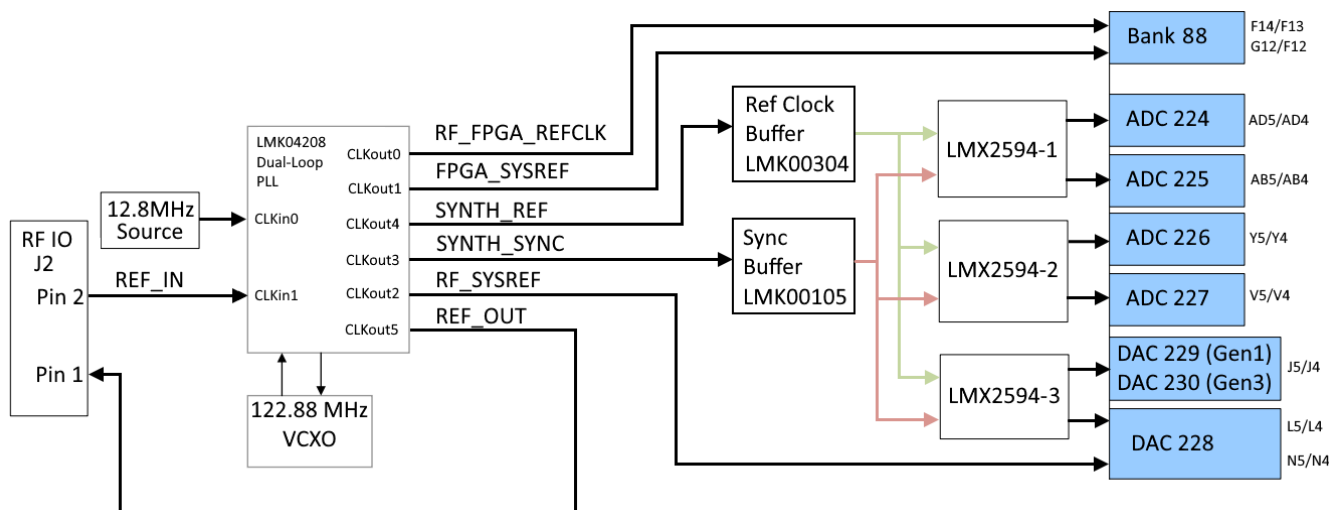 RF IO
J2
Pin 2
Pin 1
12.8MHz
Source
REF_IN
LMK04208
Dual-Loop
PLL
CLKin0
CLKin1
CLKout0
CLKout1
CLKout4
CLKout3
CLKout2
CLKout5
122.88 MHz
VCXO
RF_FPGA_REFCLK
FPGA_SYSREF
SYNTH_REF
SYNTH_SYNC
RF_SYSREF
REF_OUT
Ref Clock
Buffer
LMK00304
Sync
Buffer
LMK00105
LMX2594-1
LMX2594-2
LMX2594-3
Bank 88
F14/F13
G12/F12
ADC 224
AD5/AD4
ADC 225
AB5/AB4
ADC 226
Y5/Y4
ADC 227
V5/V4
DAC 229 (Gen1)
DAC 230 (Gen3)
J5/J4
DAC 228
L5/L4
N5/N4